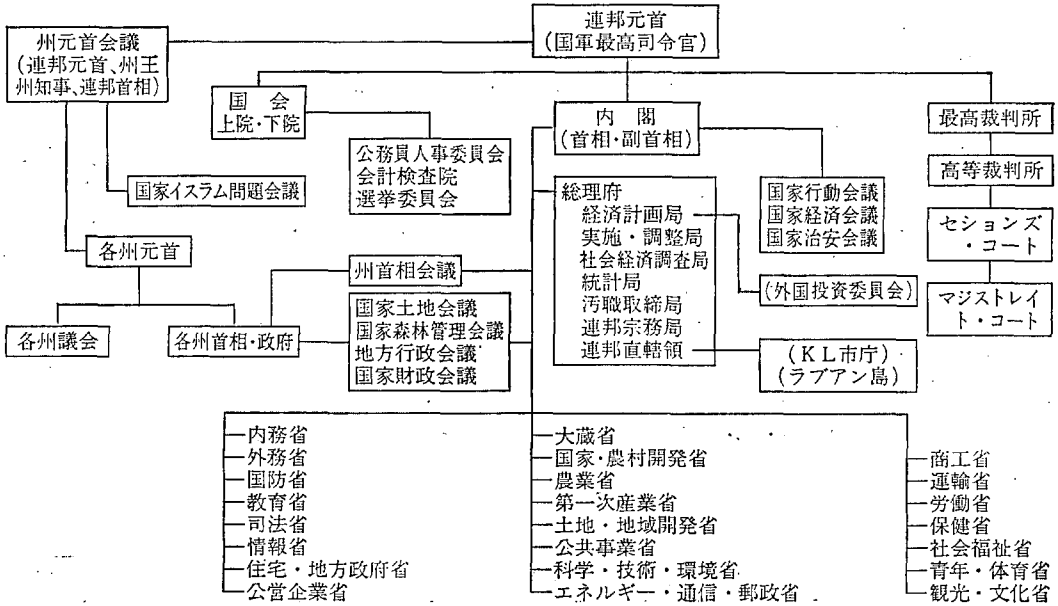 連邦元首
(国軍最高司令官)
州元首会議
(連邦元首、州王
州知事、連邦首相)
国会
上院・下院
内閣
(首相・副首相)
最高裁判所
公務員人事委員会
会計検査院
選挙委員会
高等裁判所
国家イスラム問題会議
総理府
経済計画局
実施・調整局
社会経済調査局
統計局
汚職取締局
連邦宗務局
連邦直轄領
国家行動会議
国家経済会議
国家治安会議
セションズ
・コート
各州元首
州首相会議
(外国投資委員会)
マジストレイ
ト・コート
各州議会
各州首相・政府
国家土地会議
国家森林管理会議
地方行政会議
国家財政会議
(KL市庁)
(ラブアン島)
内務省
外務省
国防省
教育省
司法省
情報省
住宅・地方政府省
公営企業省
大蔵省
国家・農村開発省
農業省
第一次産業省
土地・地域開発省
公共事業省
科学・技術・環境省
エネルギー・通信・郵政省
商工省
運輸省
労働省
保健省
社会福祉省
青年・体育省
観光・文化省